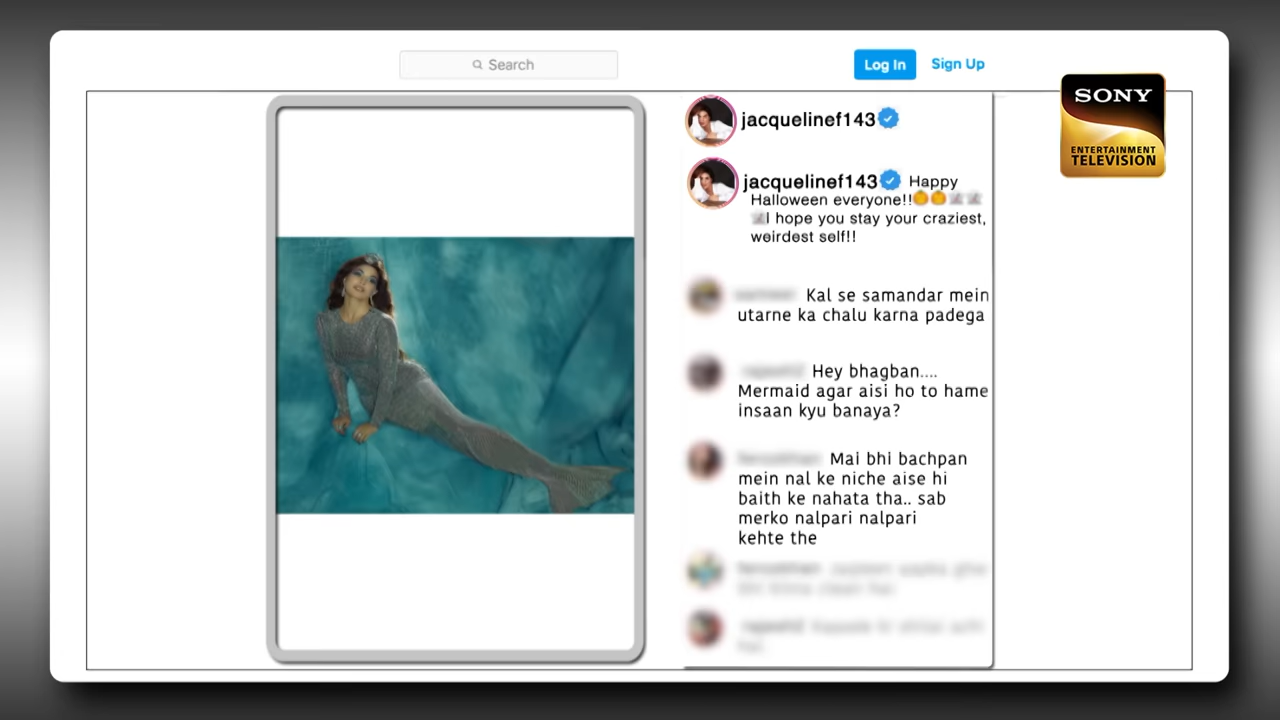 Search
Log In
Sign Up
SONY
ENTERTAINMENT
TELEVISION
jacquelinef143
jacquelinef143 Happy
Halloween everyone!!🎃🎃
I hope you stay your craziest,
weirdest self!!
Kal se samandar mein
utarne ka chalu karna padega
Hey bhagban....
Mermaid agar aisi ho to hame
insaan kyu banaya?
Mai bhi bachpan
mein nal ke niche aise hi
baith ke nahata tha.. sab
merko nalpari nalpari
kehte the